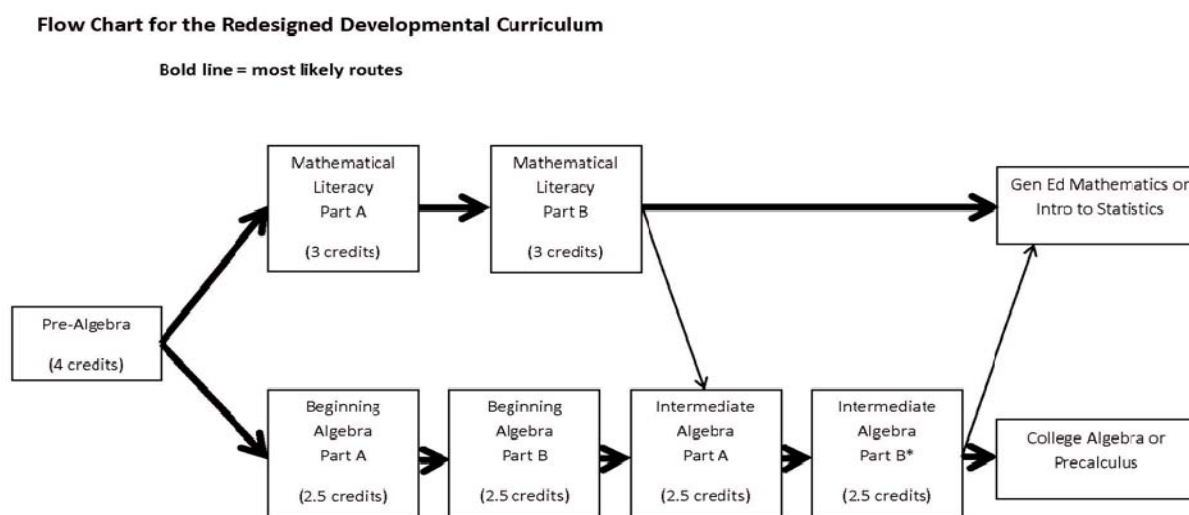 Flow Chart for the Redesigned Developmental Curriculum
Bold line = most likely routes
Mathematical
Literacy
Part A
(3 credits)
Mathematical
Literacy
Part B
(3 credits)
Gen Ed Mathematics or
Intro to Statistics
Pre-Algebra
(4 credits)
Beginning
Algebra
Part A
(2.5 credits)
Beginning
Algebra
Part B
(2.5 credits)
Intermediate
Algebra
Part A
(2.5 credits)
Intermediate
Algebra
Part B*
(2.5 credits)
College Algebra or
Precalculus